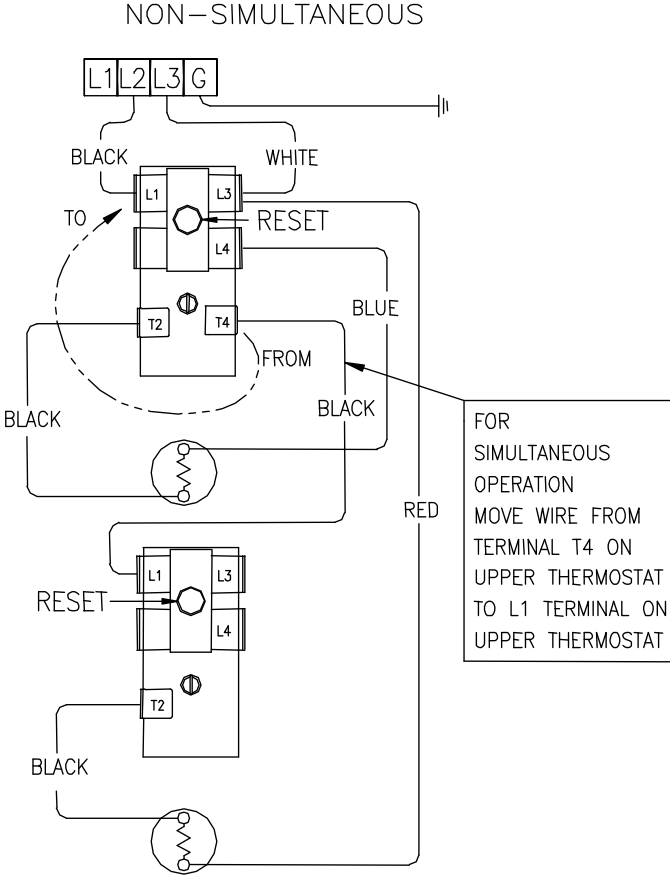 NON-SIMULTANEOUS
L1 L2 L3 G
BLACK
WHITE
L1
L3
TO
RESET
L4
BLUE
T2
T4
FROM
BLACK
BLACK
FOR
SIMULTANEOUS
OPERATION
MOVE WIRE FROM
TERMINAL T4 ON
UPPER THERMOSTAT
TO L1 TERMINAL ON
UPPER THERMOSTAT
RED
L1
L3
RESET
L4
T2
BLACK